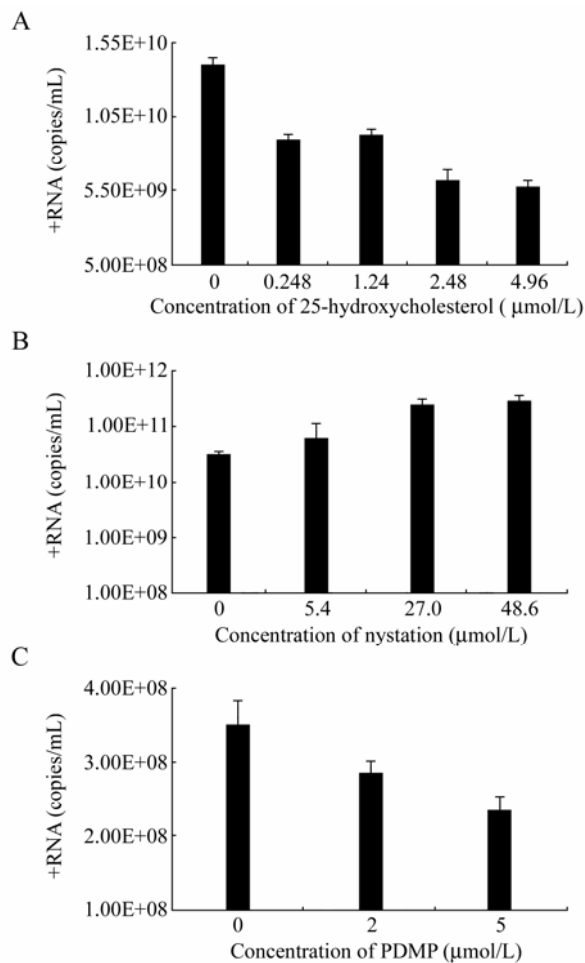 A
+RNA (copies/mL)
1.55E+10
1.05E+10
5.50E+09
5.00E+08
0 0.248 1.24 2.48 4.96
Concentration of 25-hydroxycholesterol ( μmol/L)
B
+RNA (copies/mL)
1.00E+12
1.00E+11
1.00E+10
1.00E+09
1.00E+08
0 5.4 27.0 48.6
Concentration of nystation (μmol/L)
C
+RNA (copies/mL)
4.00E+08
3.00E+08
2.00E+08
1.00E+08
0 2 5
Concentration of PDMP (μmol/L)